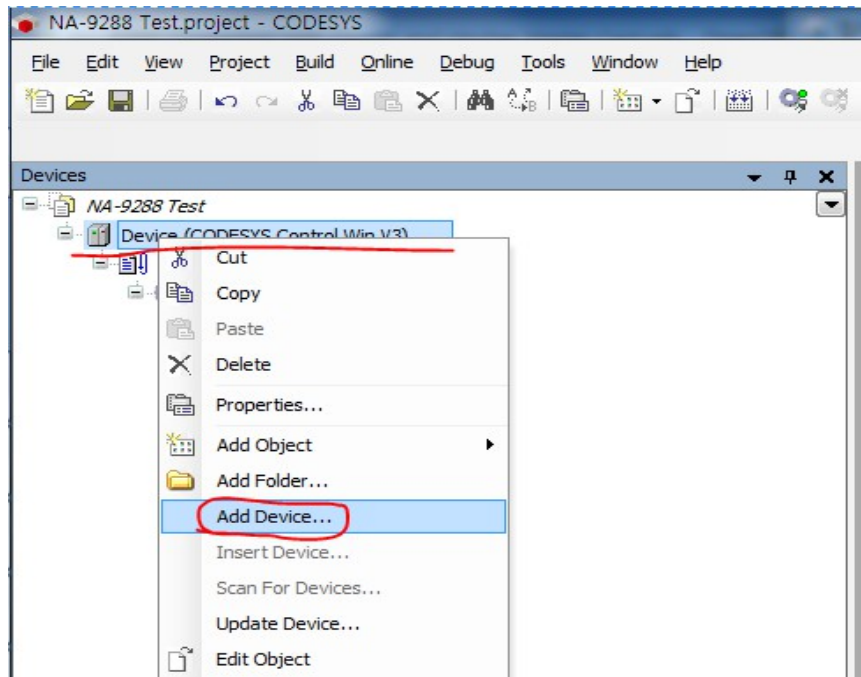 NA-9288 Test.project - CODESYS
File Edit View Project Build Online Debug Tools Window Help
Devices
NA-9288 Test
Device (CODESYS Control Win V3)
Cut
Copy
Paste
Delete
Properties...
Add Object
Add Folder...
Add Device...
Insert Device...
Scan For Devices...
Update Device...
Edit Object